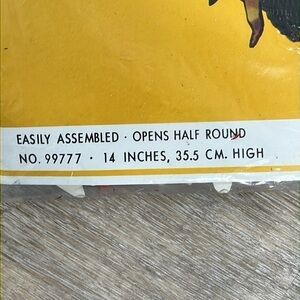 EASILY ASSEMBLED · OPENS HALF ROUND
NO. 99777 · 14 INCHES, 35.5 CM. HIGH